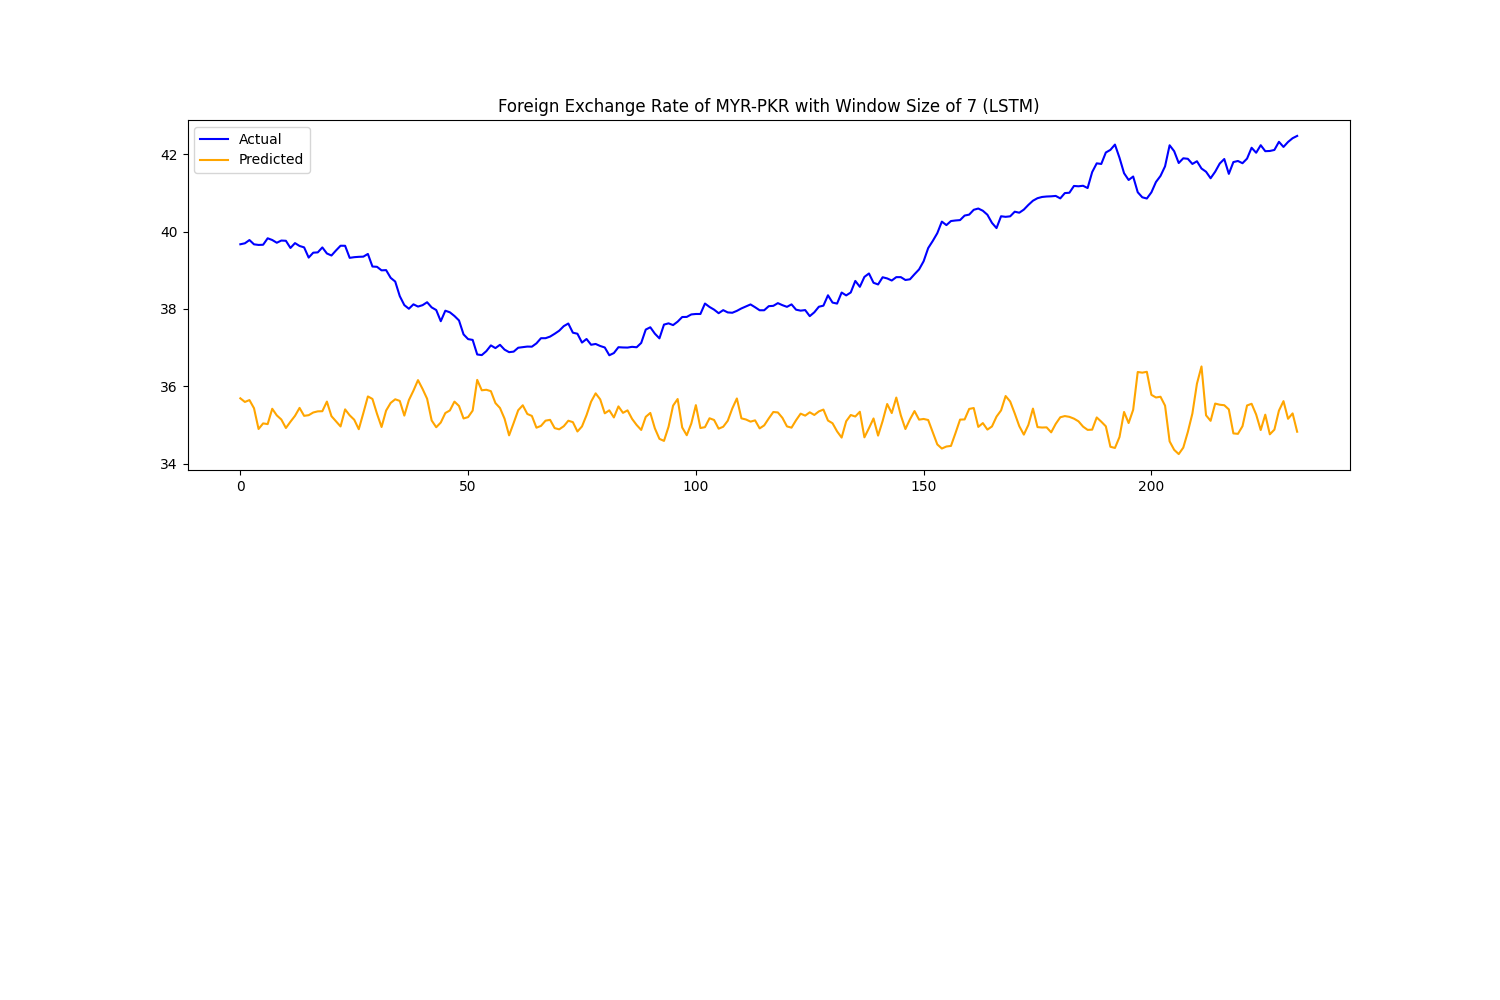 Foreign Exchange Rate of MYR-PKR with Window Size of 7 (LSTM)
Actual
Predicted
42
40
38
36
34
0 50 100 150 200